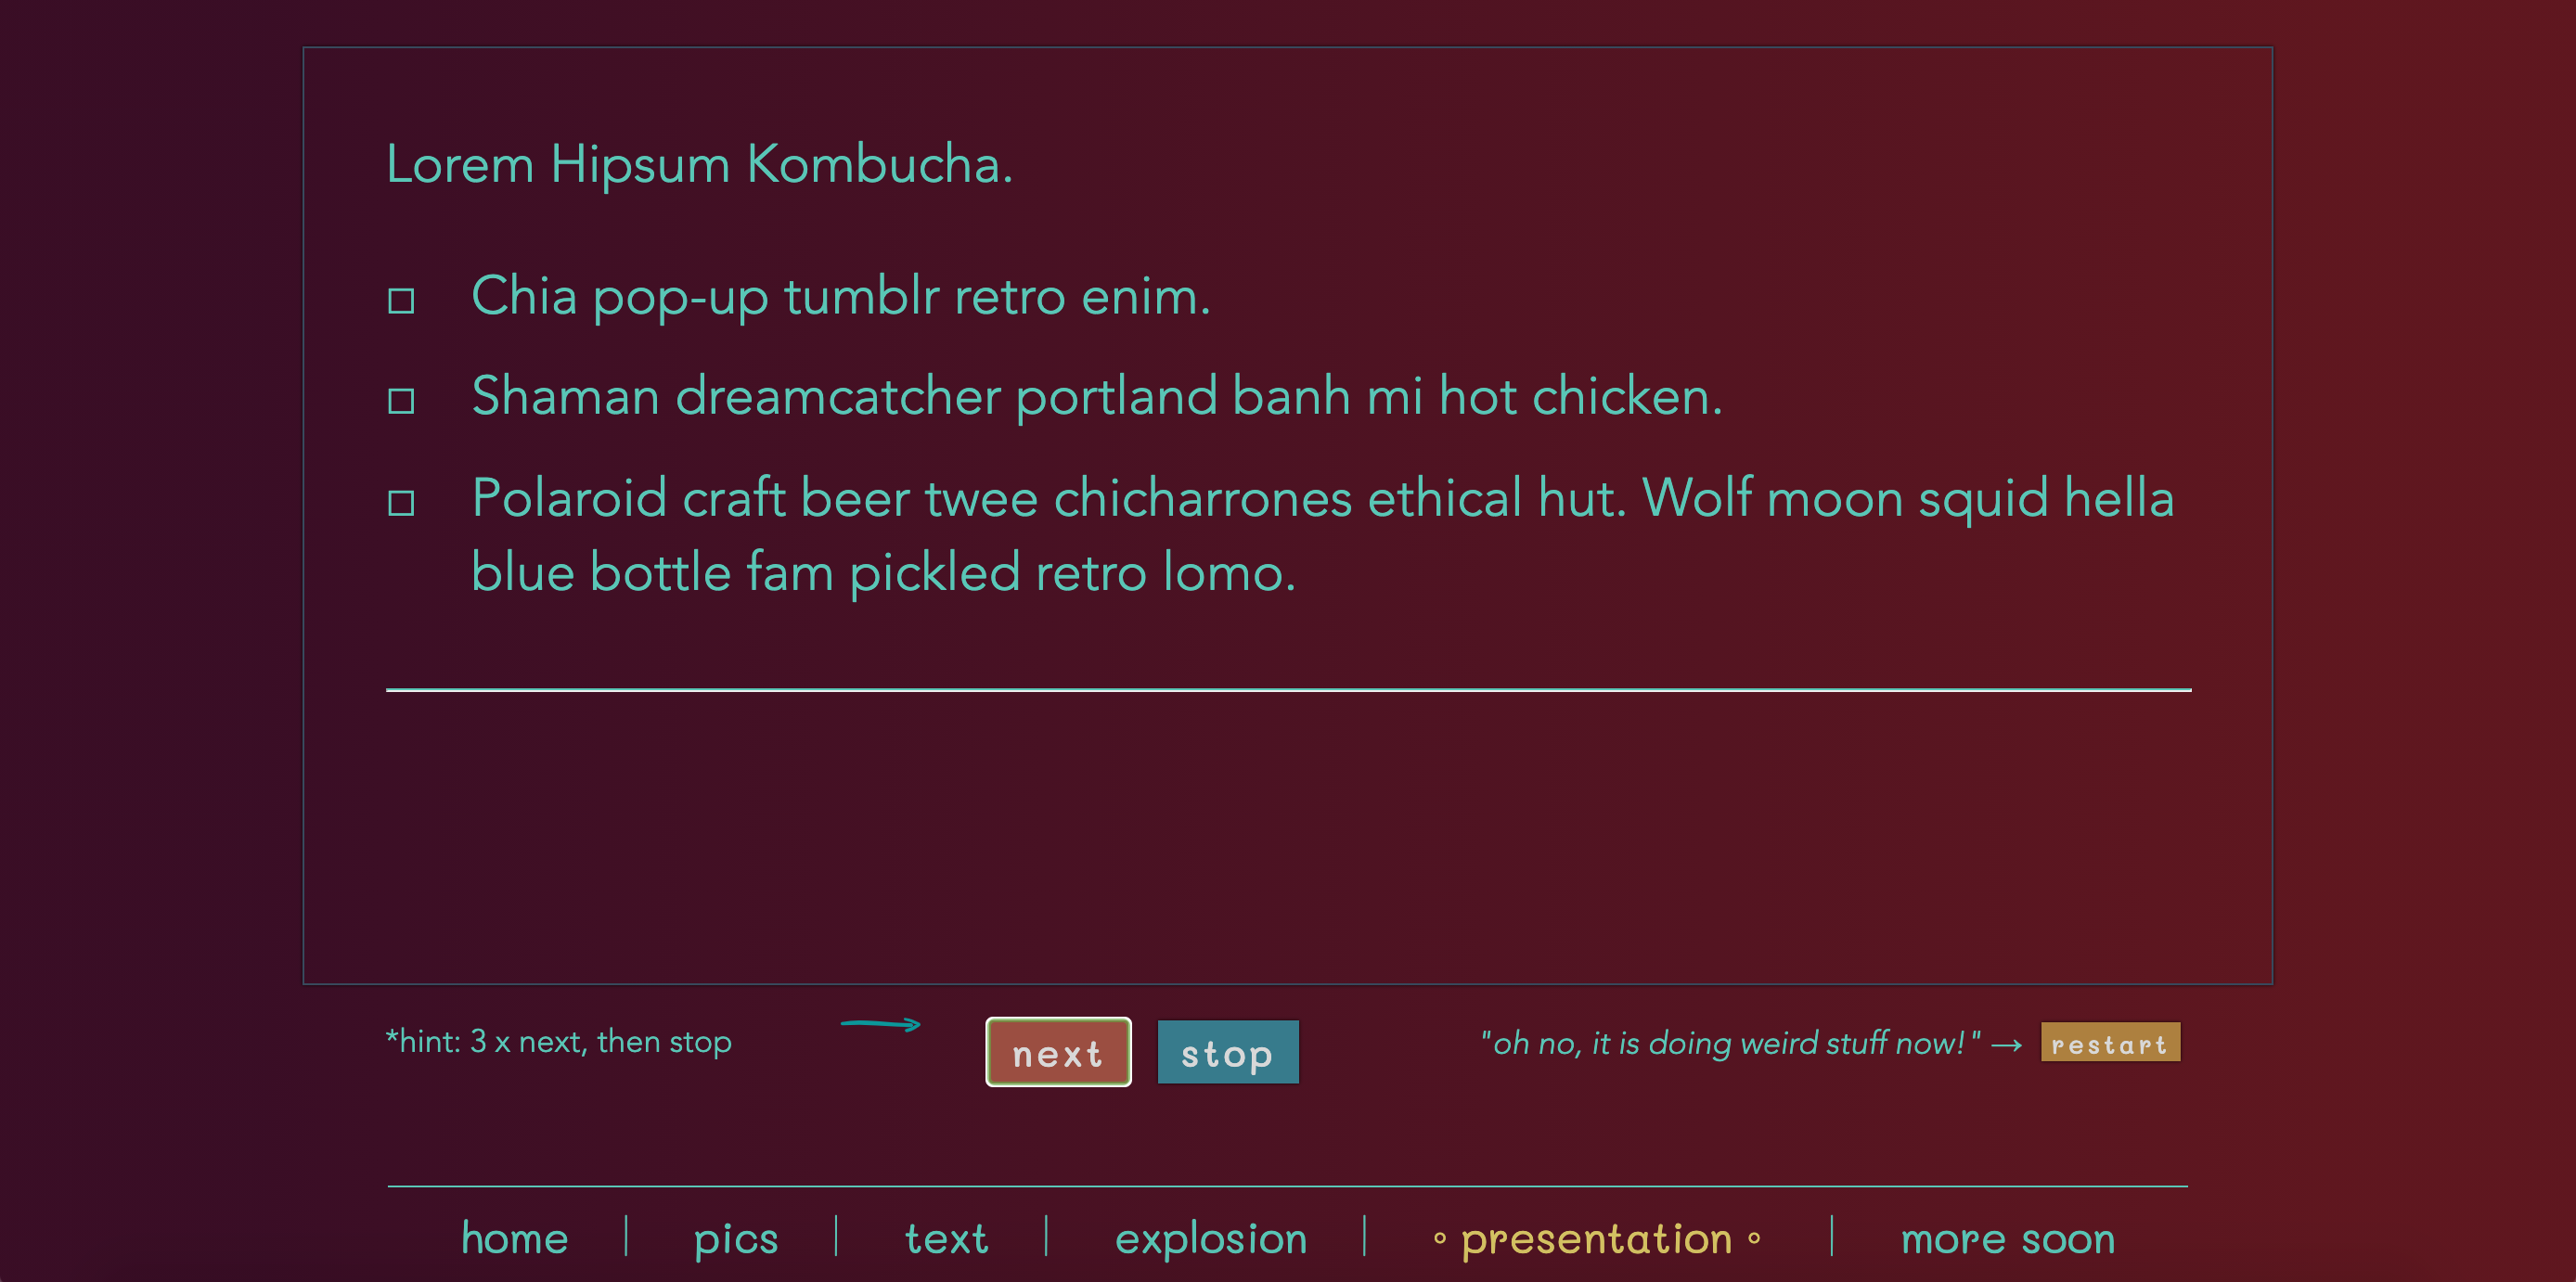 Lorem Hipsum Kombucha.
Chia pop-up tumblr retro enim.
Shaman dreamcatcher portland banh mi hot chicken.
Polaroid craft beer twee chicharrones ethical hut. Wolf moon squid hella
blue bottle fam pickled retro lomo.
*hint: 3 x next, then stop
next
stop
"oh no, it is doing weird stuff now!" →
restart
home | pics | text | explosion | ∘ presentation ∘ | more soon